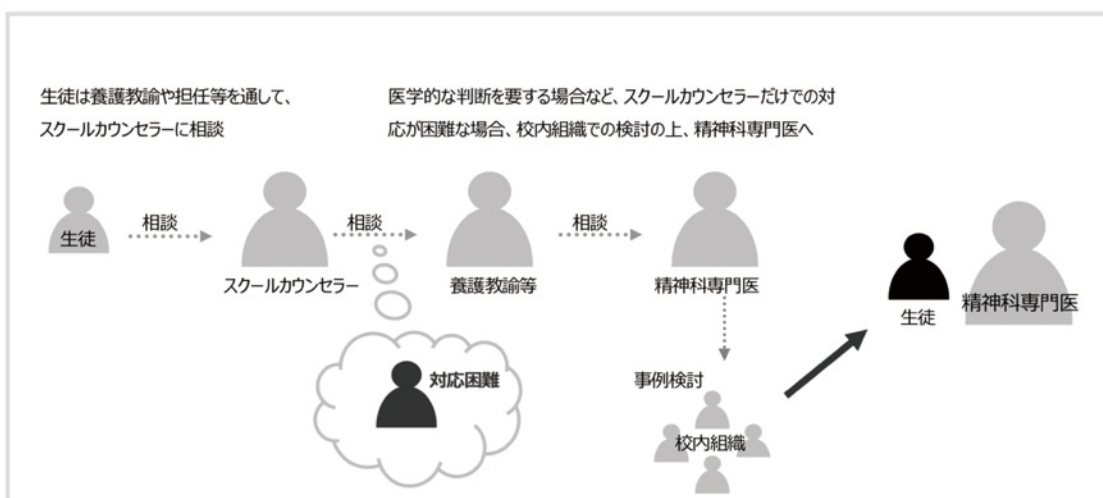 生徒は養護教諭や担任等を通して、
スクールカウンセラーに相談
医学的な判断を要する場合など、スクールカウンセラーだけでの対
応が困難な場合、校内組織での検討の上、精神科専門医へ
生徒
相談
スクールカウンセラー
相談
養護教諭等
相談
精神科専門医
対応困難
事例検討
校内組織
生徒
精神科専門医